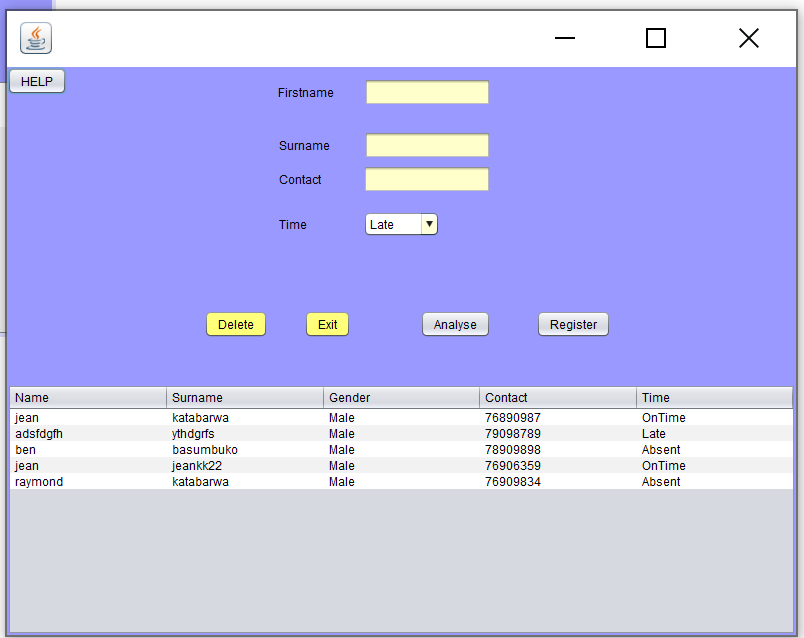 HELP
Firstname
Surname
Contact
Time Late
Delete Exit Analyse Register
Name Surname Gender Contact Time
jean katabarwa Male 76890987 OnTime
adsfdgfh ythdgrfs Male 79098789 Late
ben basumbuko Male 78909898 Absent
jean jeankk22 Male 76906359 OnTime
raymond katabarwa Male 76909834 Absent